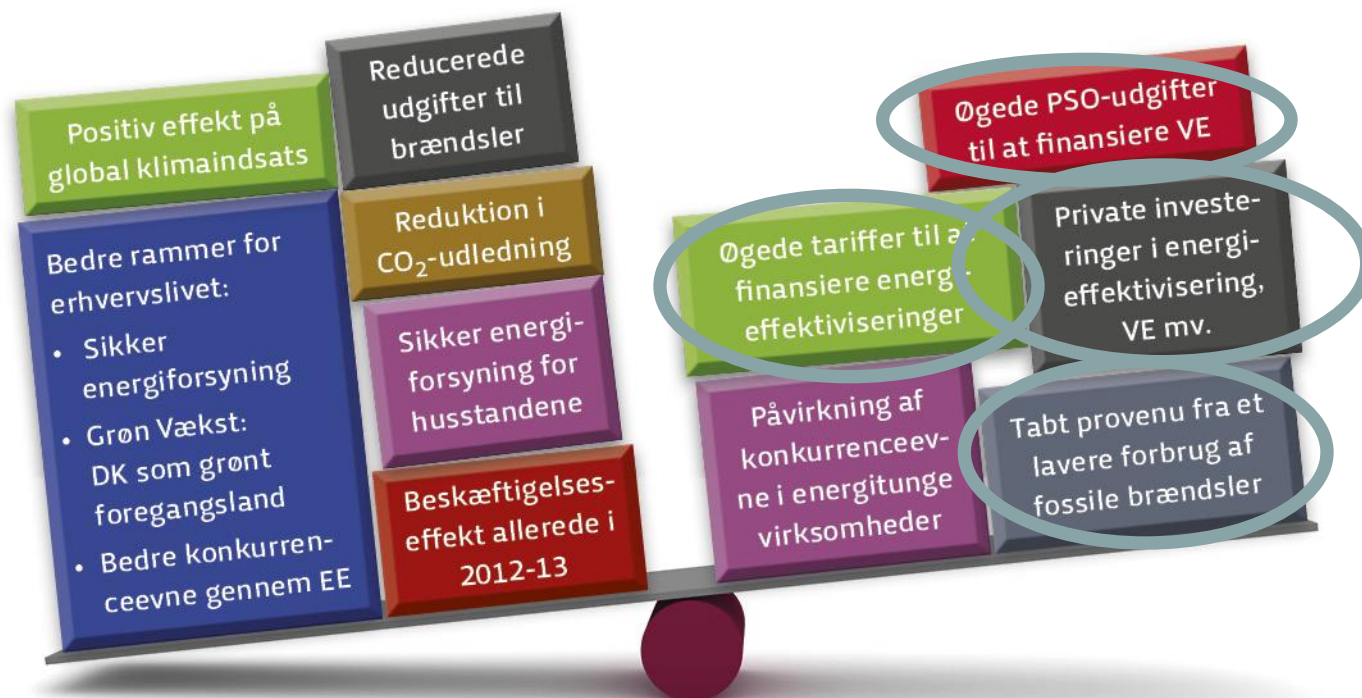 Positiv effekt på
global klimaindsats
Reducerede
udgifter til
brændsler
Bedre rammer for
erhvervslivet:
• Sikker
energiforsyning
• Grøn Vækst:
DK som grønt
foregangsland
• Bedre konkurren-
ceevne gennem EE
Reduktion i
CO₂-udledning
Sikker energi-
forsyning for
husstandene
Beskæftigelses-
effekt allerede i
2012-13
Øgede PSO-udgifter
til at finansiere VE
Øgede tariffer til at
finansiere energi-
effektiviseringer
Private investe-
ringer i energi-
effektivisering,
VE mv.
Påvirkning af
konkurrenceev-
ne i energitunge
virksomheder
Tabt provenu fra et
lavere forbrug af
fossile brændsler